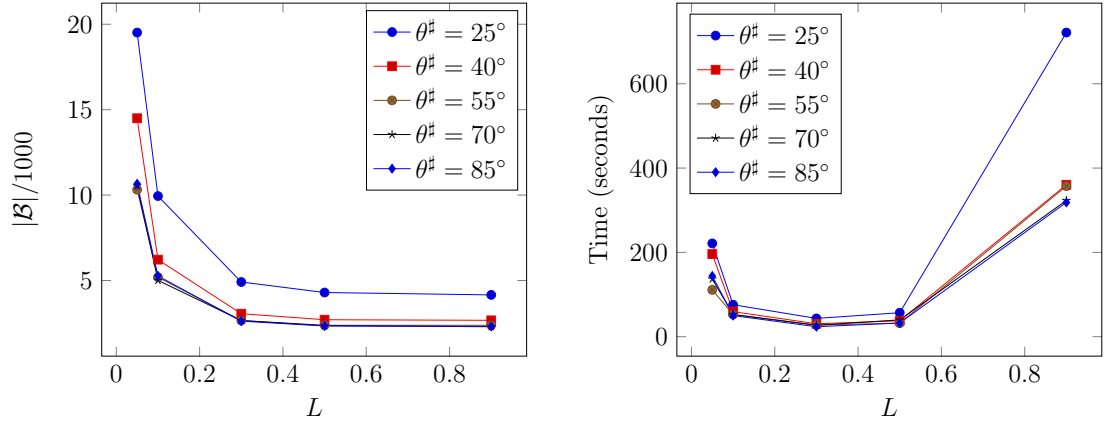 20
15
10
5
|𝓑|/1000
0
0.2
0.4
0.6
0.8
L
θ♯ = 25°
θ♯ = 40°
θ♯ = 55°
θ♯ = 70°
θ♯ = 85°
600
400
200
0
Time (seconds)
0
0.2
0.4
0.6
0.8
L
θ♯ = 25°
θ♯ = 40°
θ♯ = 55°
θ♯ = 70°
θ♯ = 85°